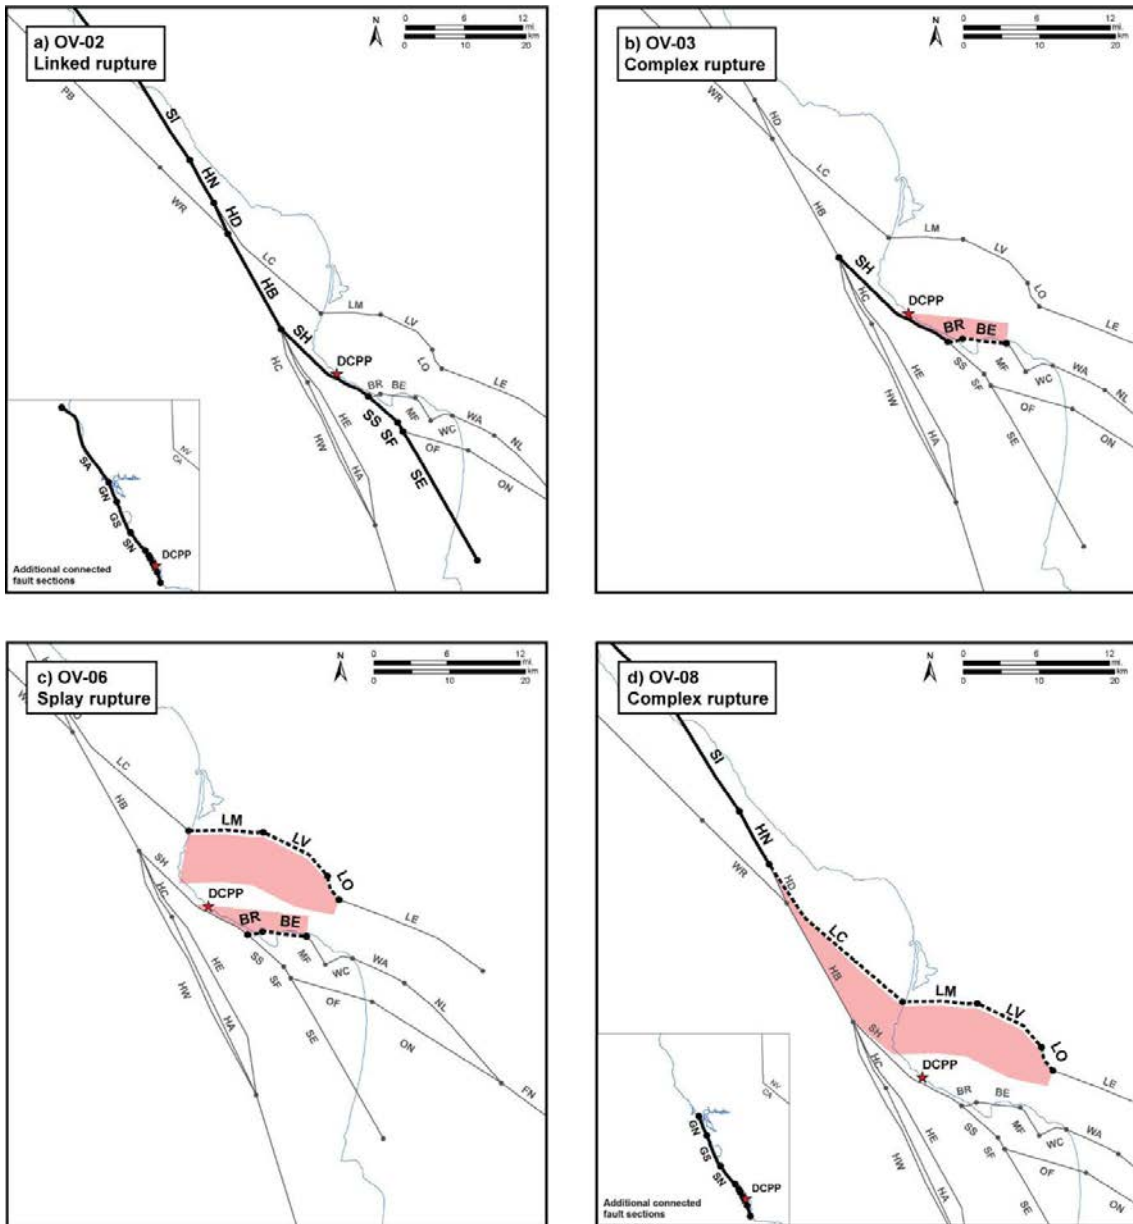 a) OV-02
Linked rupture
N
0 6 12
mi.
km
0 10 20
PB
SI
HN
WR
HD
LC
HB
LM
LV
SH
LO
DCPP
HC
LE
BR BE
MF
WA
SS
WC
NL
HE
SF
OF
HW
HA
SE
ON
SA
NV
CA
GN
GS
SN
DCPP
Additional connected
fault sections
b) OV-03
Complex rupture
N
0 6 12
mi.
km
0 10 20
WR
HD
LC
HB
LM
LV
SH
HC
DCPP
LO
LE
BR BE
SS
MF
WA
HE
SF
WC
NL
HW
OF
HA
SE
ON
c) OV-06
Splay rupture
N
0 6 12
mi.
km
0 10 20
LC
HB
LM
LV
SH
LO
HC
DCPP
BR BE
LE
SS
MF
WA
HE
SF
WC
NL
HW
OF
HA
SE
ON
FN
d) OV-08
Complex rupture
N
0 6 12
mi.
km
0 10 20
SI
HN
WR
HD
LC
HB
LM
LV
SH
LO
HC
DCPP
LE
BR BE
SS
MF
WA
HE
SF
WC
HW
OF
HA
SE
NV
CA
GN
GS
SN
DCPP
Additional connected
fault sections